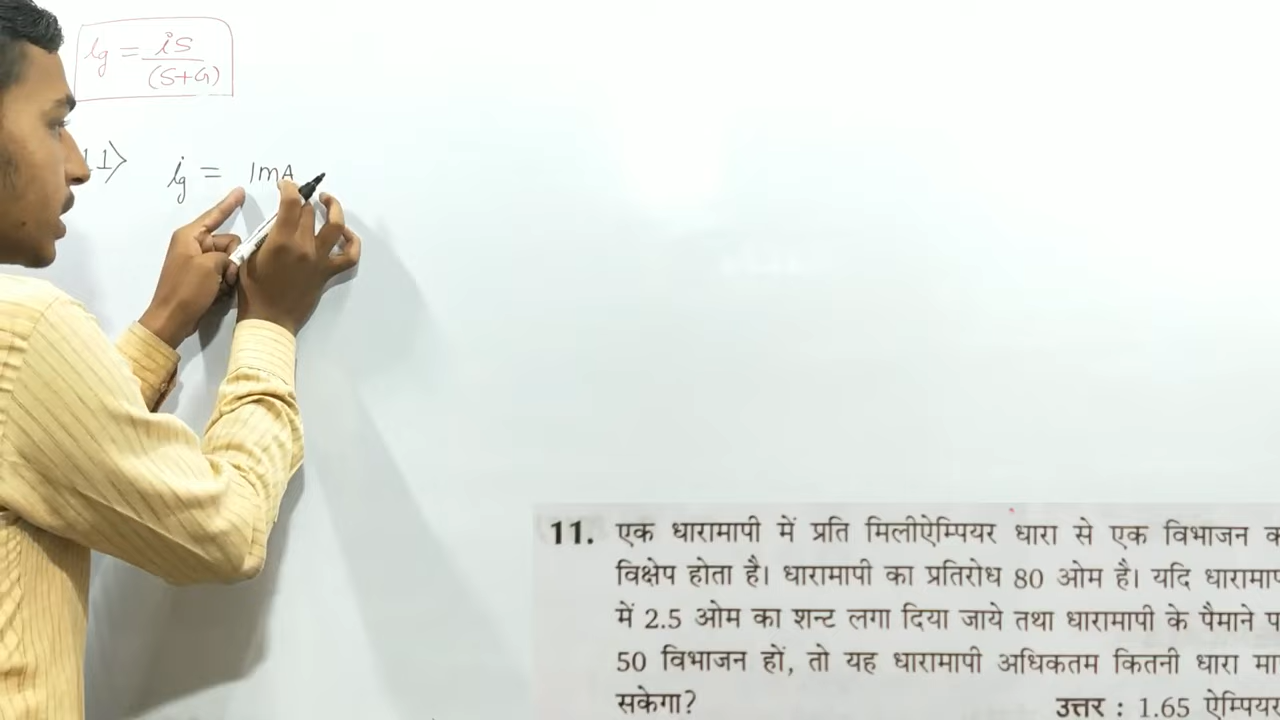 ig = iS / (S+G)
11> ig = 1mA
11. एक धारामापी में प्रति मिलीऐम्पियर धारा से एक विभाजन
विक्षेप होता है। धारामापी का प्रतिरोध 80 ओम है। यदि
में 2.5 ओम का शन्ट लगा दिया जाये तथा धारामापी के पैमाने
50 विभाजन हों, तो यह धारामापी अधिकतम कितनी धारा
सकेगा?
उत्तर : 1.65 ऐम्पियर